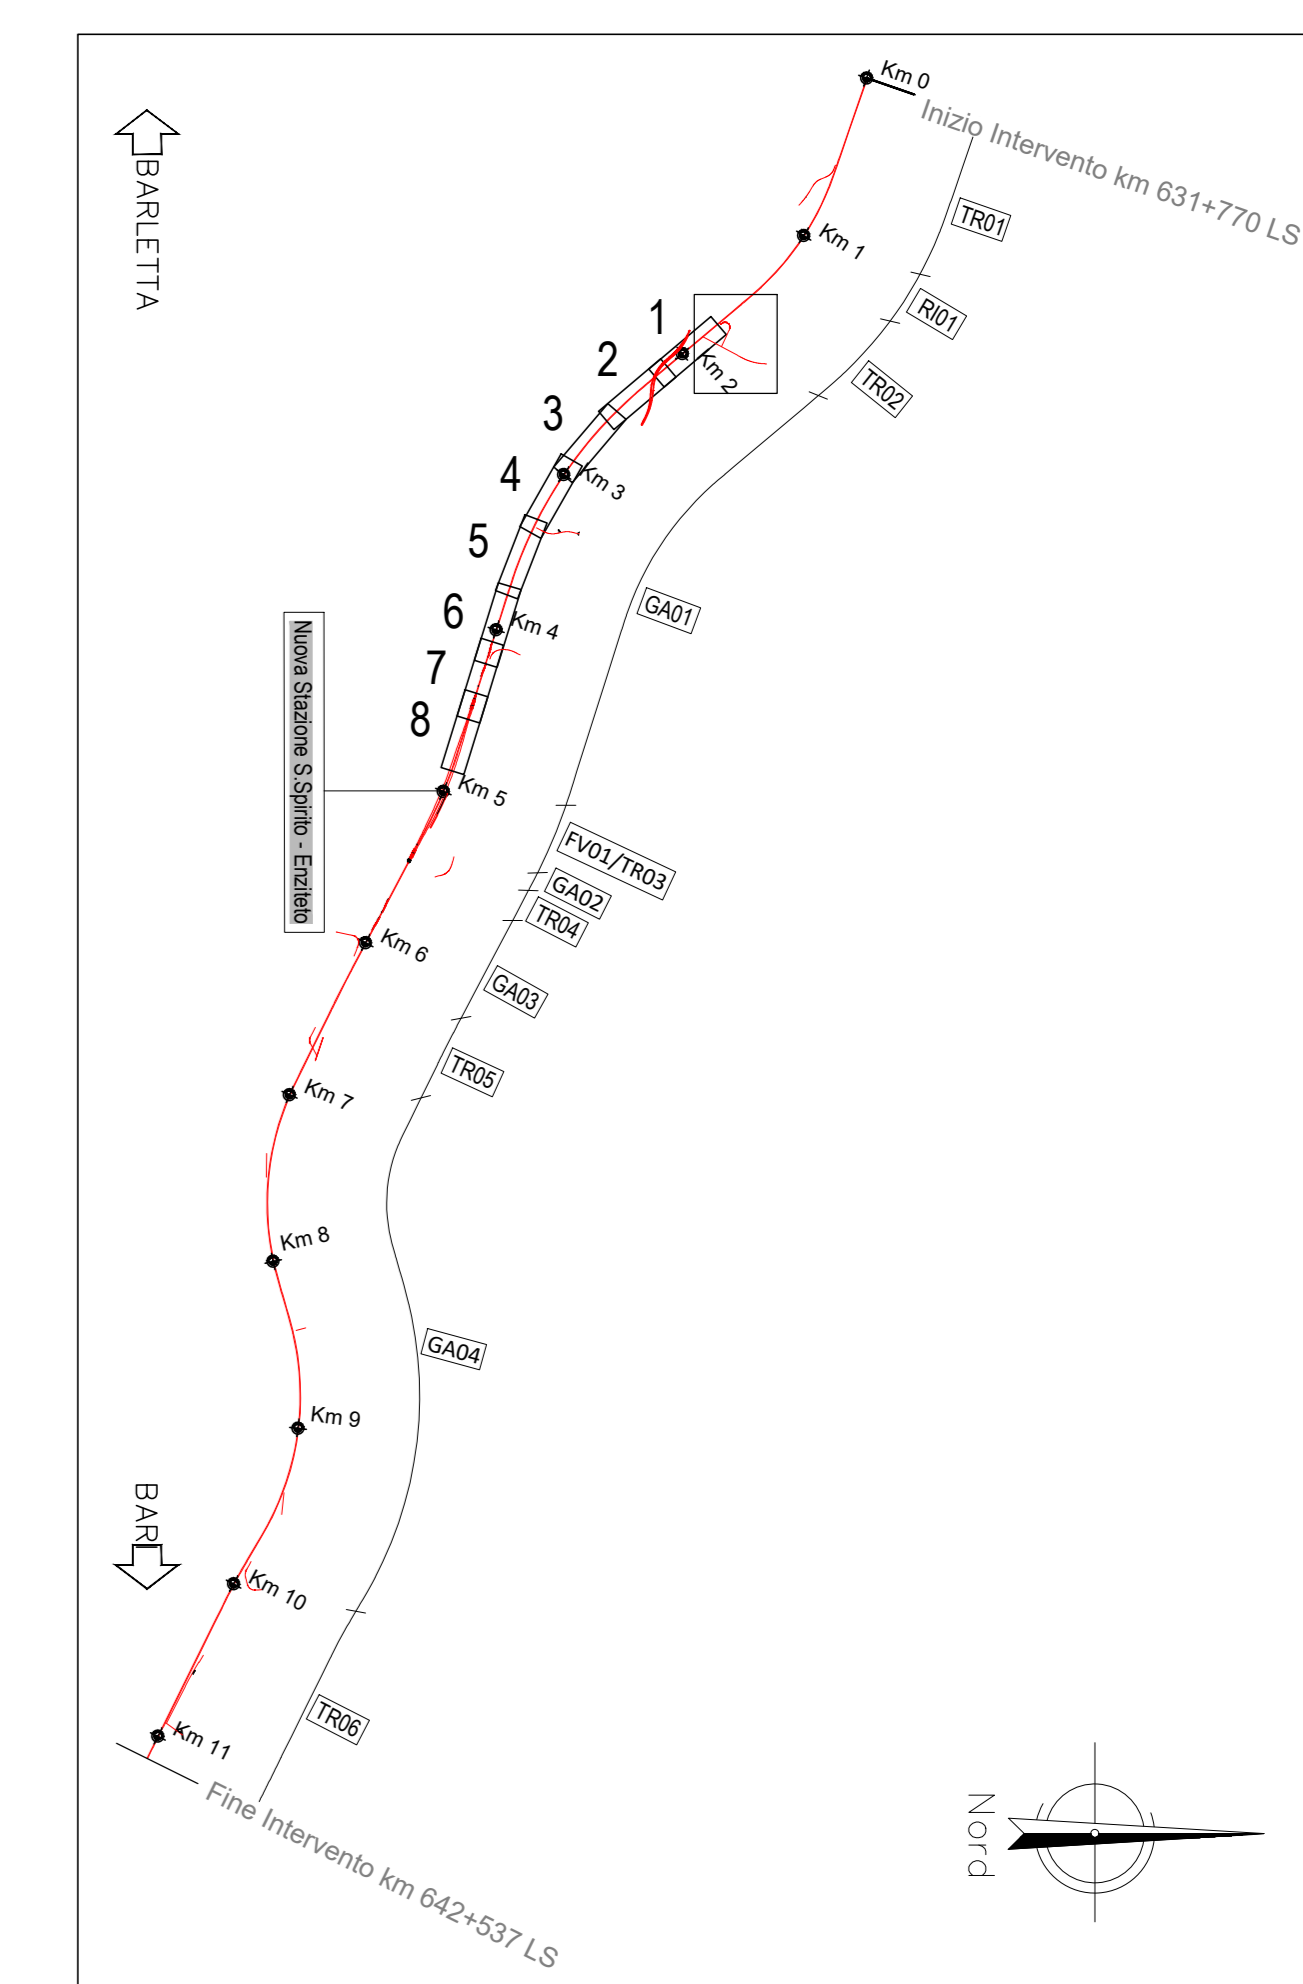 Km 0
Inizio Intervento km 631+770 LS
BARLETTA
TR01
Km 1
RI01
1
Km 2
2
TR02
3
4
Km 3
5
6
Km 4
GA01
7
8
Nuova Stazione S.Spirito - Enziteto
Km 5
FV01/TR03
GA02
TR04
Km 6
GA03
TR05
Km 7
Km 8
GA04
Km 9
BARI
Km 10
TR06
Km 11
Fine Intervento km 642+537 LS
Nord